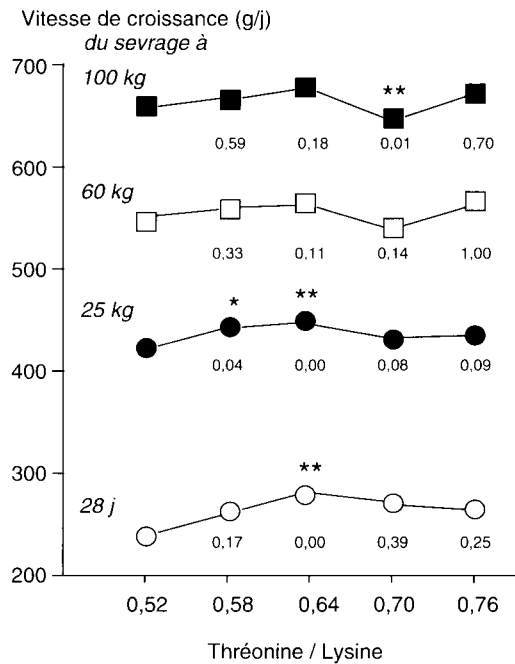 Vitesse de croissance (g/j)
du sevrage à
700
100 kg
**
0,59 0,18 0,01 0,70
600
60 kg
0,33 0,11 0,14 1,00
500
25 kg
* **
0,04 0,00 0,08 0,09
400
300
**
28 j
0,17 0,00 0,39 0,25
200
0,52 0,58 0,64 0,70 0,76
Thréonine / Lysine